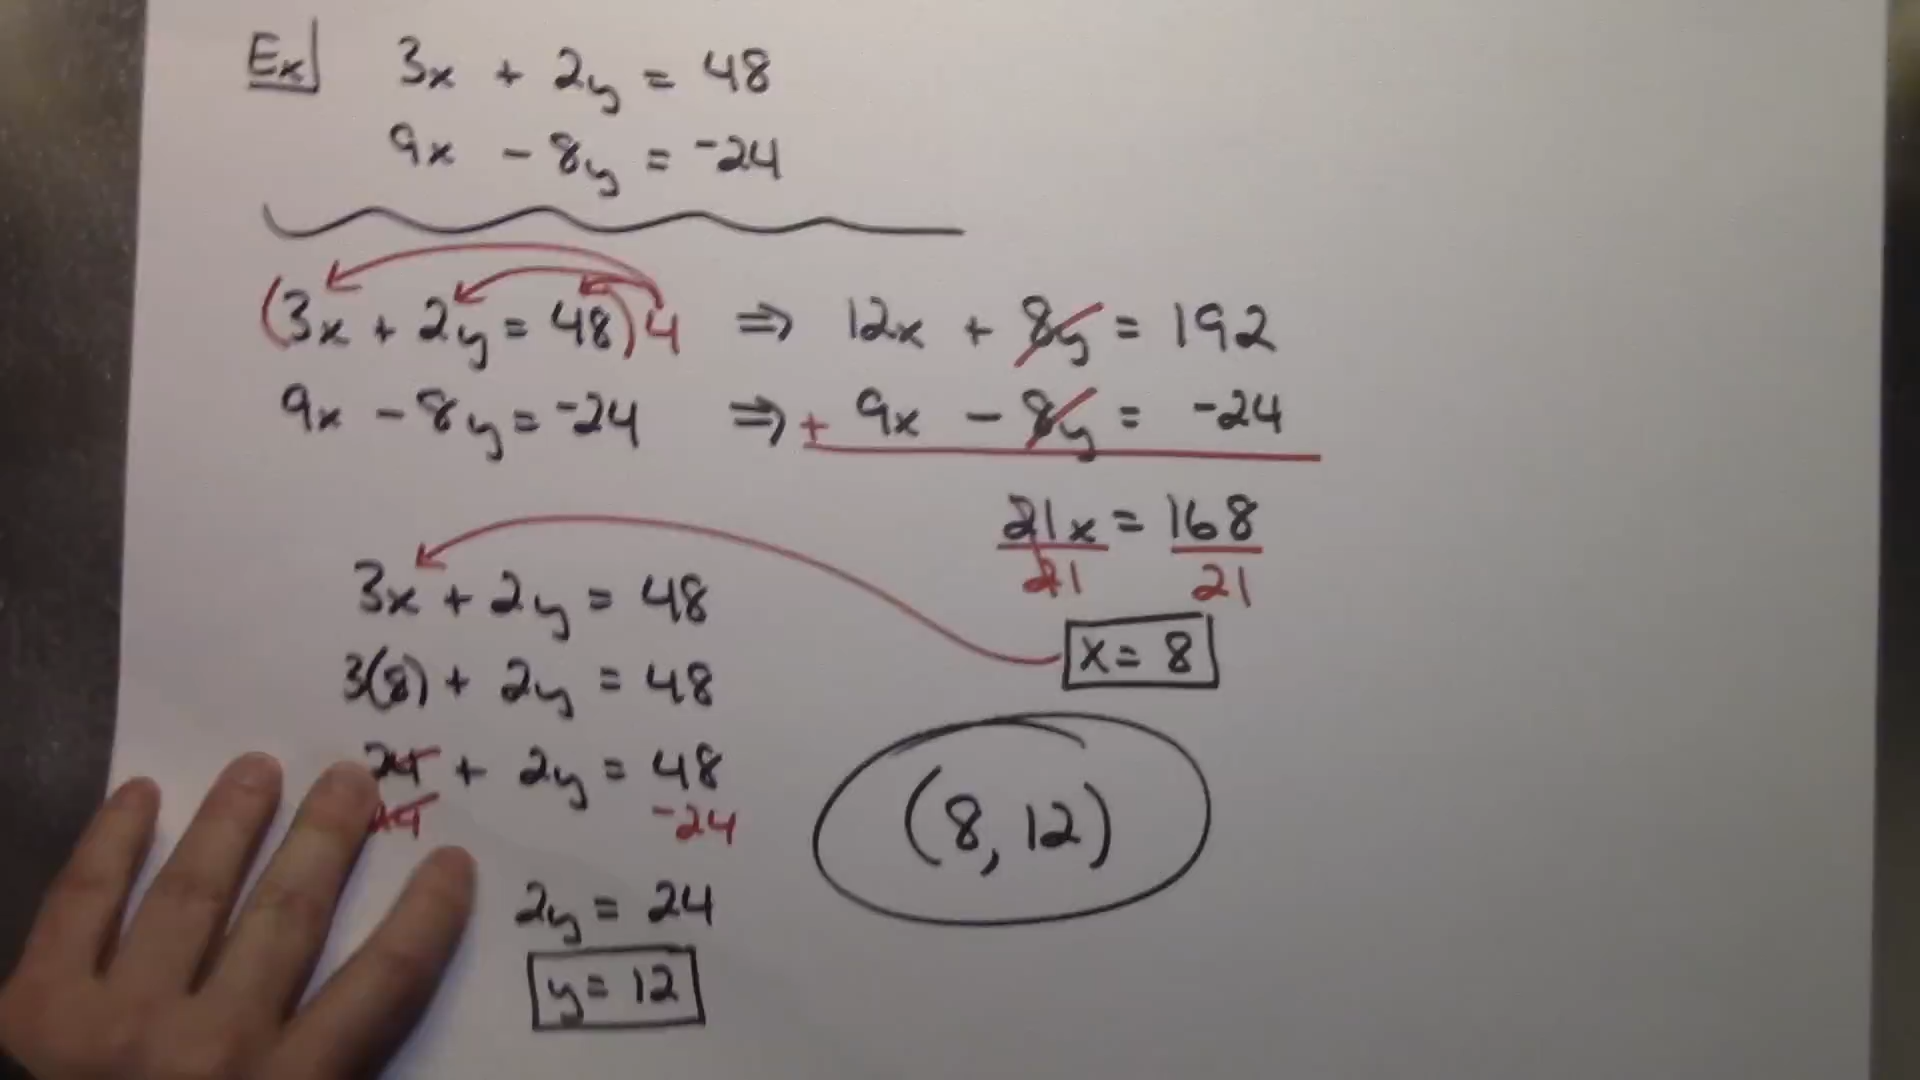 Ex 3x + 2y = 48
9x - 8y = -24
(3x + 2y = 48)4 ⇒ 12x + 8y = 192
9x - 8y = -24 ⇒ + 9x - 8y = -24
21x = 168
21 21
x = 8
3x + 2y = 48
3(8) + 2y = 48
24 + 2y = 48
24 -24
2y = 24
y = 12
(8, 12)